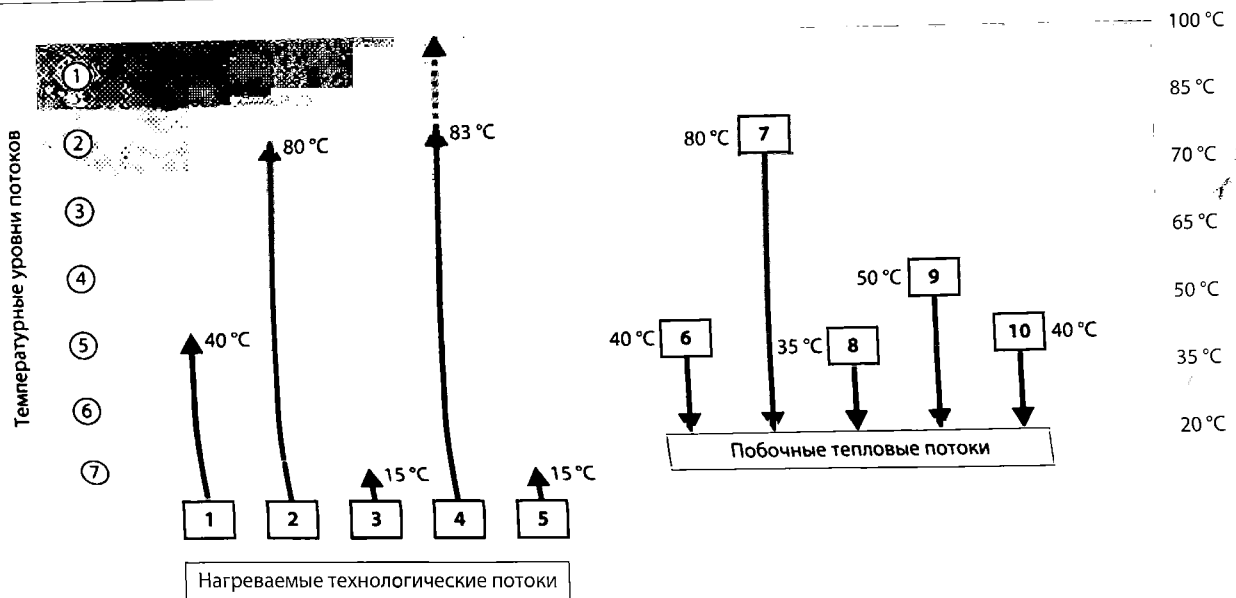 100 °C
1
85 °C
2
80 °C
83 °C
80 °C
7
70 °C
3
65 °C
4
50 °C
9
50 °C
5
40 °C
40 °C
6
35 °C
8
10
40 °C
35 °C
6
20 °C
Побочные тепловые потоки
7
15 °C
15 °C
1
2
3
4
5
Нагреваемые технологические потоки
Температурные уровни потоков